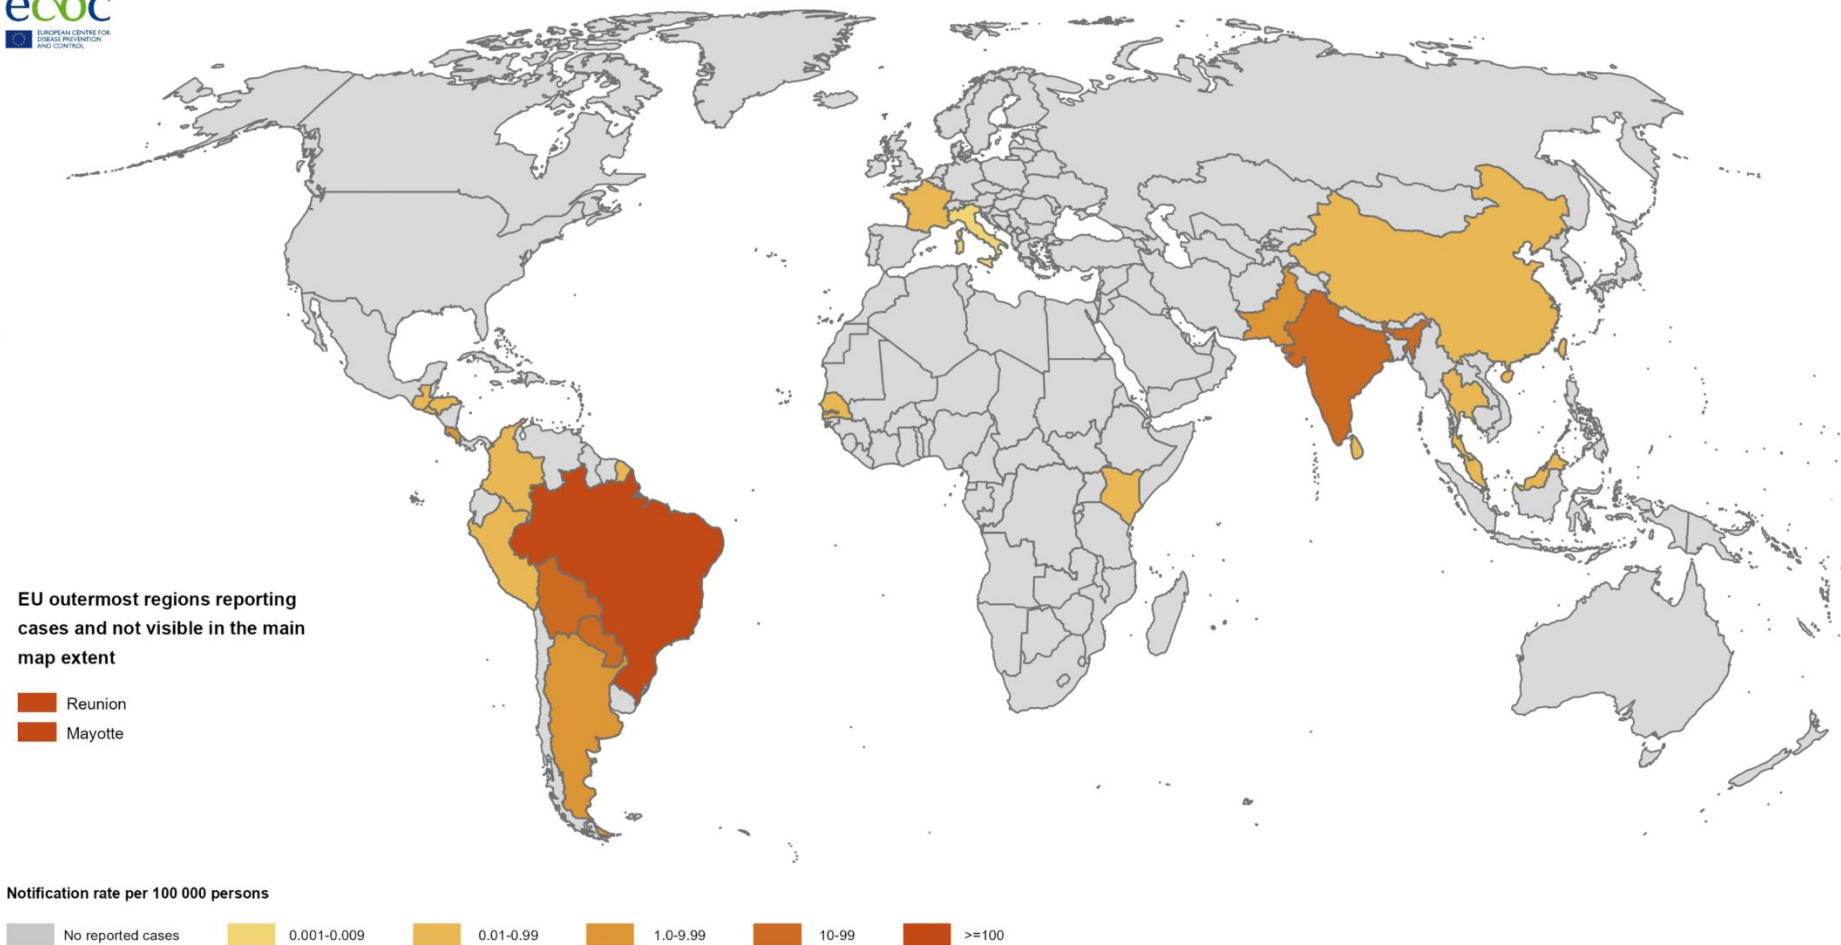 ecdc
EUROPEAN CENTRE FOR
DISEASE PREVENTION
AND CONTROL
EU outermost regions reporting
cases and not visible in the main
map extent
Reunion
Mayotte
Notification rate per 100 000 persons
No reported cases
0.001-0.009
0.01-0.99
1.0-9.99
10-99
>=100